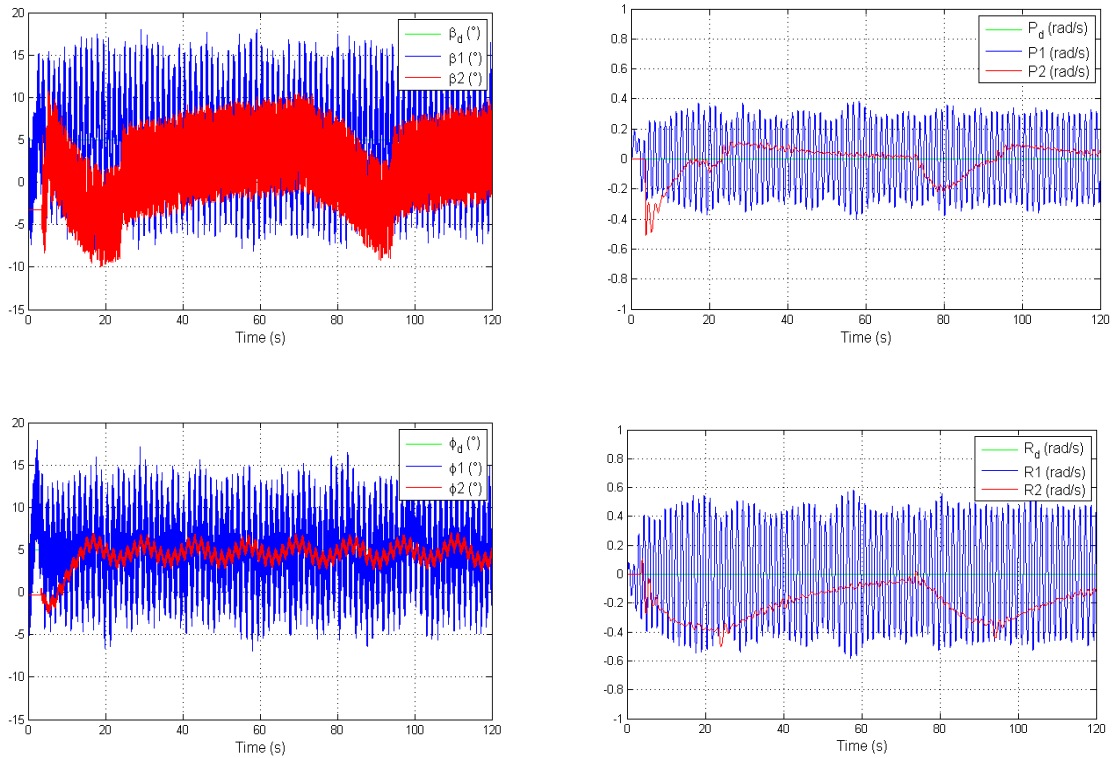 20
15
10
5
0
-5
-10
-15
0 20 40 60 80 100 120
Time (s)
β_d (°)
β1 (°)
β2 (°)
1
0.8
0.6
0.4
0.2
0
-0.2
-0.4
-0.6
-0.8
-1
0 20 40 60 80 100 120
Time (s)
P_d (rad/s)
P1 (rad/s)
P2 (rad/s)
20
15
10
5
0
-5
-10
-15
0 20 40 60 80 100 120
Time (s)
ϕ_d (°)
ϕ1 (°)
ϕ2 (°)
1
0.8
0.6
0.4
0.2
0
-0.2
-0.4
-0.6
-0.8
-1
0 20 40 60 80 100 120
Time (s)
R_d (rad/s)
R1 (rad/s)
R2 (rad/s)